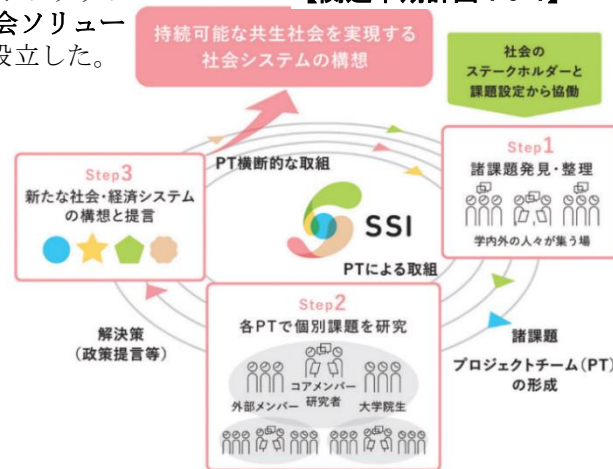 会ソリュー
設立した。
持続可能な共生社会を実現する
社会システムの構想
社会の
ステークホルダーと
課題設定から協働
Step1
諸課題発見・整理
学内外の人々が集う場
Step3
新たな社会・経済システム
の構想と提言
PT横断的な取組
SSI
PTによる取組
Step2
各PTで個別課題を研究
コアメンバー
研究者
外部メンバー
大学院生
解決策
(政策提言等)
諸課題
プロジェクトチーム(PT)
の形成